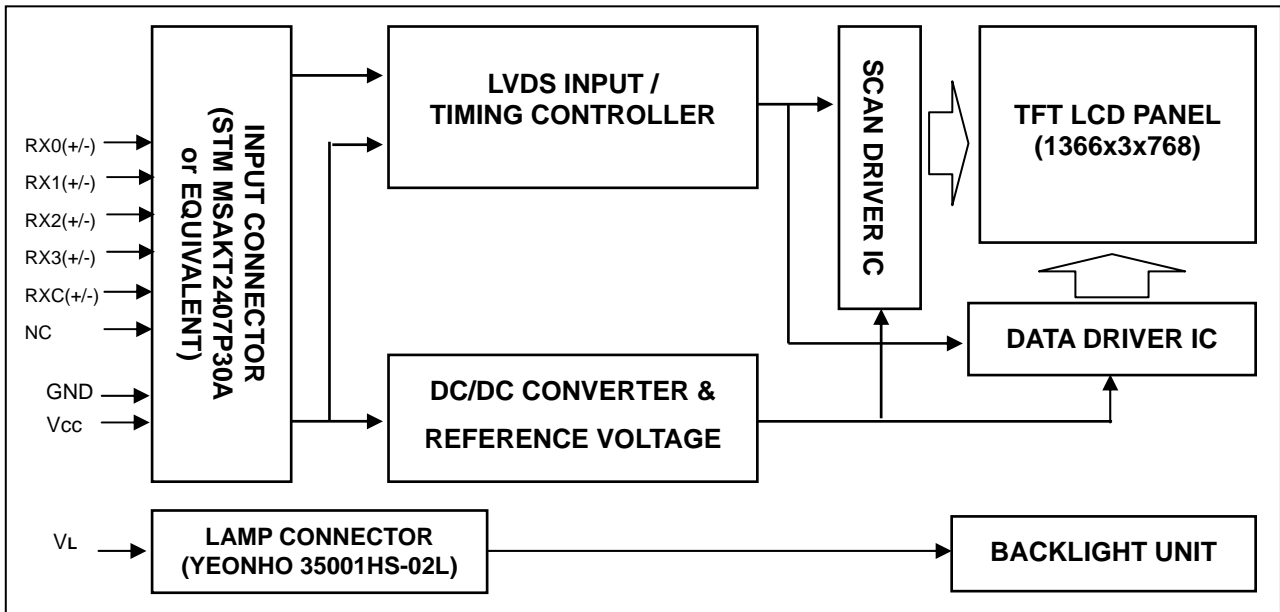 RX0(+/-)
RX1(+/-)
RX2(+/-)
RX3(+/-)
RXC(+/-)
NC
GND
Vcc
INPUT CONNECTOR
(STM MSAKT2407P30A
or EQUIVALENT)
LVDS INPUT /
TIMING CONTROLLER
SCAN DRIVER IC
TFT LCD PANEL
(1366x3x768)
DATA DRIVER IC
DC/DC CONVERTER &
REFERENCE VOLTAGE
VL
LAMP CONNECTOR
(YEONHO 35001HS-02L)
BACKLIGHT UNIT